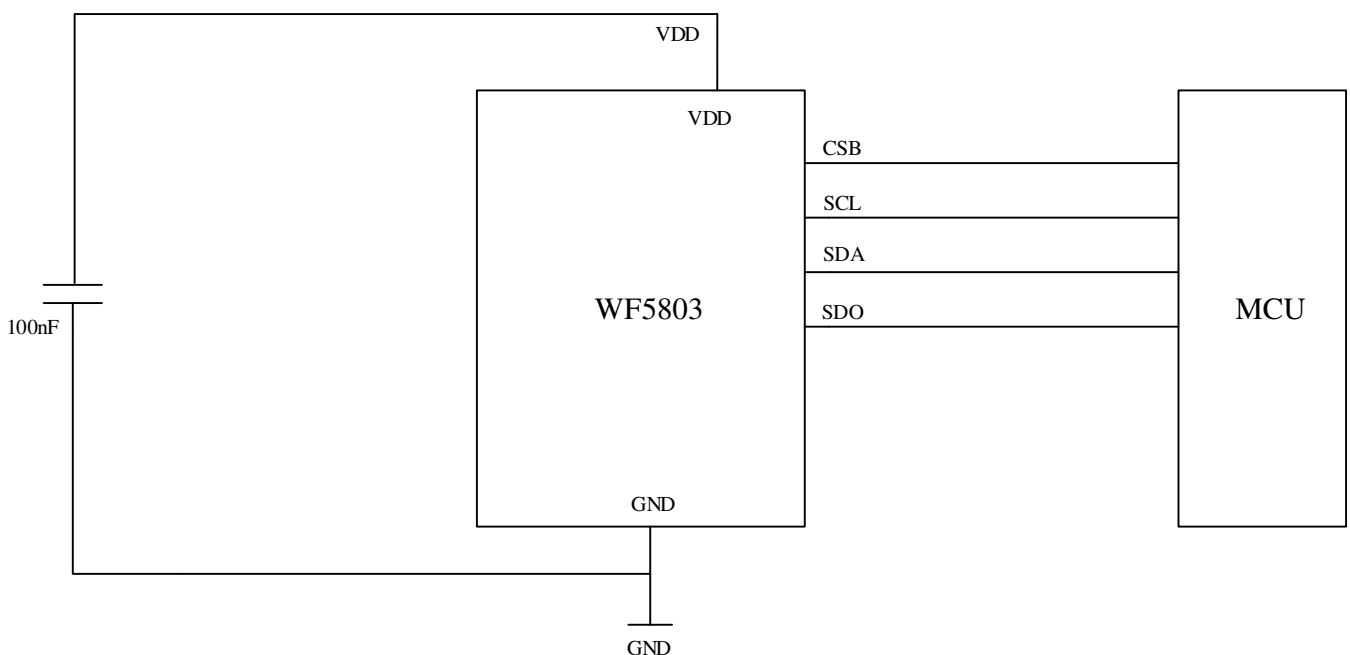 VDD
VDD
CSB
SCL
SDA
SDO
WF5803
MCU
100nF
GND
GND